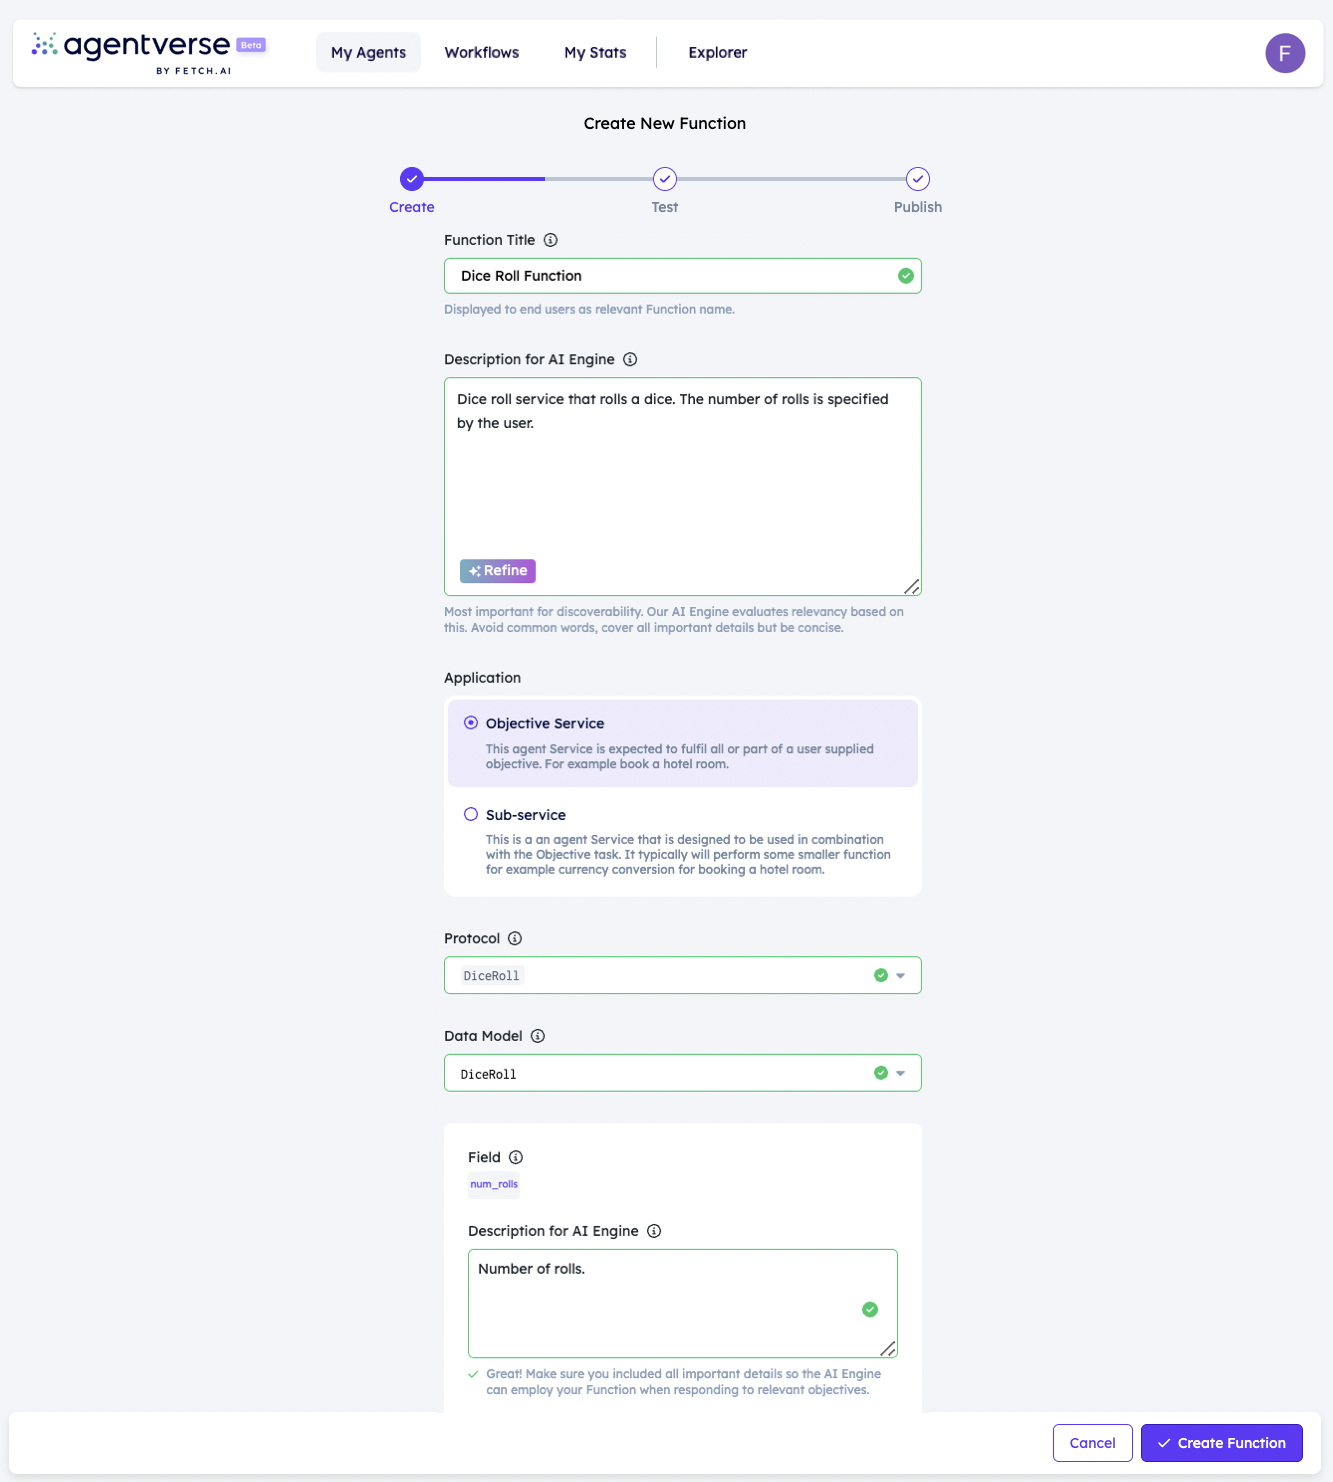 agentverse Beta
BY FETCH.AI
My Agents Workflows My Stats Explorer
F
Create New Function
Create Test Publish
Function Title
Dice Roll Function
Displayed to end users as relevant Function name.
Description for AI Engine
Dice roll service that rolls a dice. The number of rolls is specified
by the user.
Refine
Most important for discoverability. Our AI Engine evaluates relevancy based on
this. Avoid common words, cover all important details but be concise.
Application
Objective Service
This agent Service is expected to fulfil all or part of a user supplied
objective. For example book a hotel room.
Sub-service
This is a an agent Service that is designed to be used in combination
with the Objective task. It typically will perform some smaller function
for example currency conversion for booking a hotel room.
Protocol
DiceRoll
Data Model
DiceRoll
Field
num_rolls
Description for AI Engine
Number of rolls.
Great! Make sure you included all important details so the AI Engine
can employ your Function when responding to relevant objectives.
Cancel Create Function